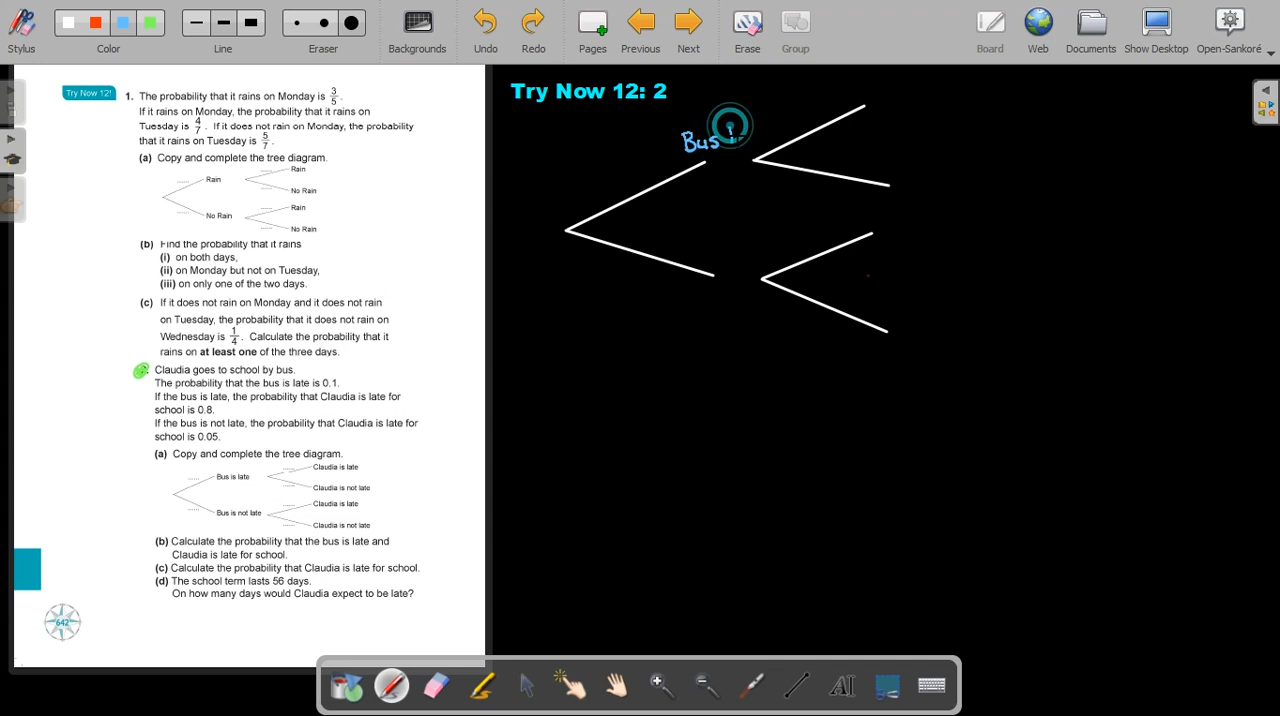 Stylus
Color
Line
Eraser
Backgrounds
Undo
Redo
Pages
Previous
Next
Erase
Group
Board
Web
Documents
Show Desktop
Open-Sankoré
Try Now 12!
1. The probability that it rains on Monday is 3/5.
If it rains on Monday, the probability that it rains on
Tuesday is 4/7. If it does not rain on Monday, the probability
that it rains on Tuesday is 5/7.
(a) Copy and complete the tree diagram.
...... Rain
...... Rain
...... No Rain
...... Rain
...... No Rain
...... No Rain
(b) Find the probability that it rains
(i) on both days,
(ii) on Monday but not on Tuesday,
(iii) on only one of the two days.
(c) If it does not rain on Monday and it does not rain
on Tuesday, the probability that it does not rain on
Wednesday is 1/4. Calculate the probability that it
rains on at least one of the three days.
Claudia goes to school by bus.
The probability that the bus is late is 0.1.
If the bus is late, the probability that Claudia is late for
school is 0.8.
If the bus is not late, the probability that Claudia is late for
school is 0.05.
(a) Copy and complete the tree diagram.
...... Claudia is late
...... Bus is late
...... Claudia is not late
...... Claudia is late
...... Bus is not late
...... Claudia is not late
(b) Calculate the probability that the bus is late and
Claudia is late for school.
(c) Calculate the probability that Claudia is late for school.
(d) The school term lasts 56 days.
On how many days would Claudia expect to be late?
642
Try Now 12: 2
Bus i
AI